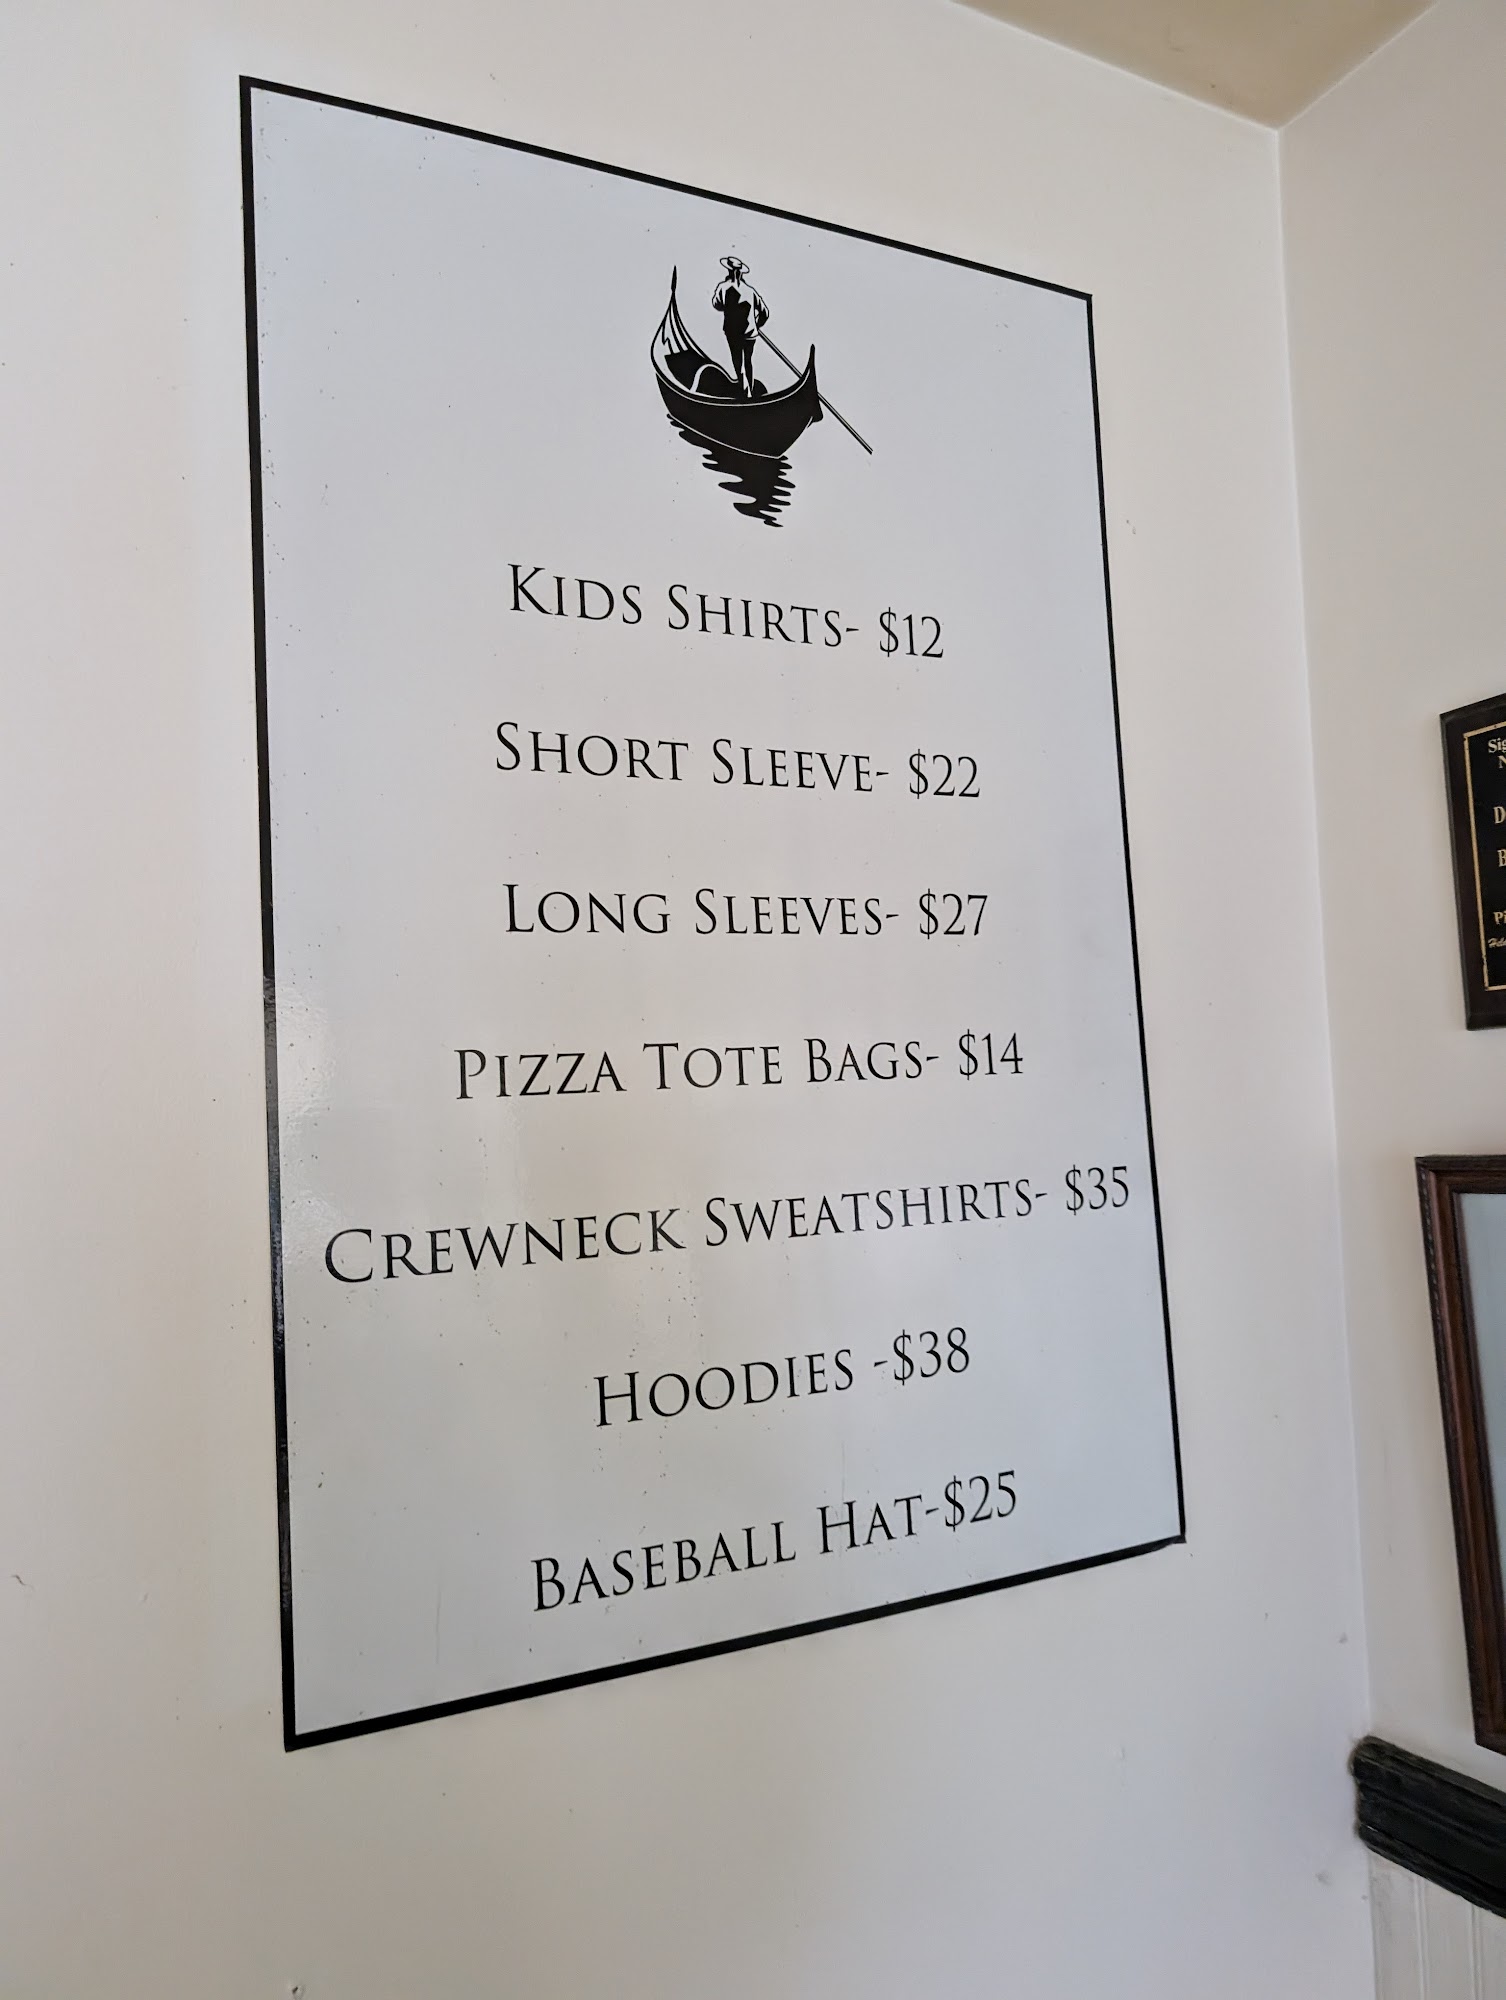 KIDS SHIRTS- $12
SHORT SLEEVE- $22
LONG SLEEVES- $27
PIZZA TOTE BAGS- $14
CREWNECK SWEATSHIRTS- $35
HOODIES -$38
BASEBALL HAT-$25